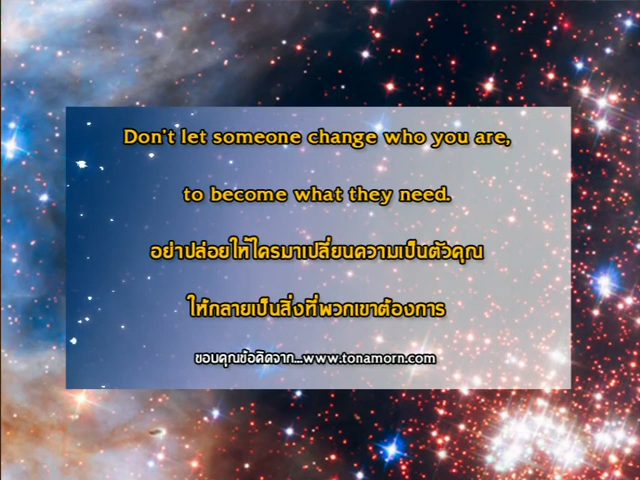 Don't let someone change who you are,
to become what they need.
อย่าปล่อยให้ใครมาเปลี่ยนความเป็นตัวคุณ
ให้กลายเป็นสิ่งที่พวกเขาต้องการ
ขอบคุณข้อคิดจาก...www.tonamorn.com